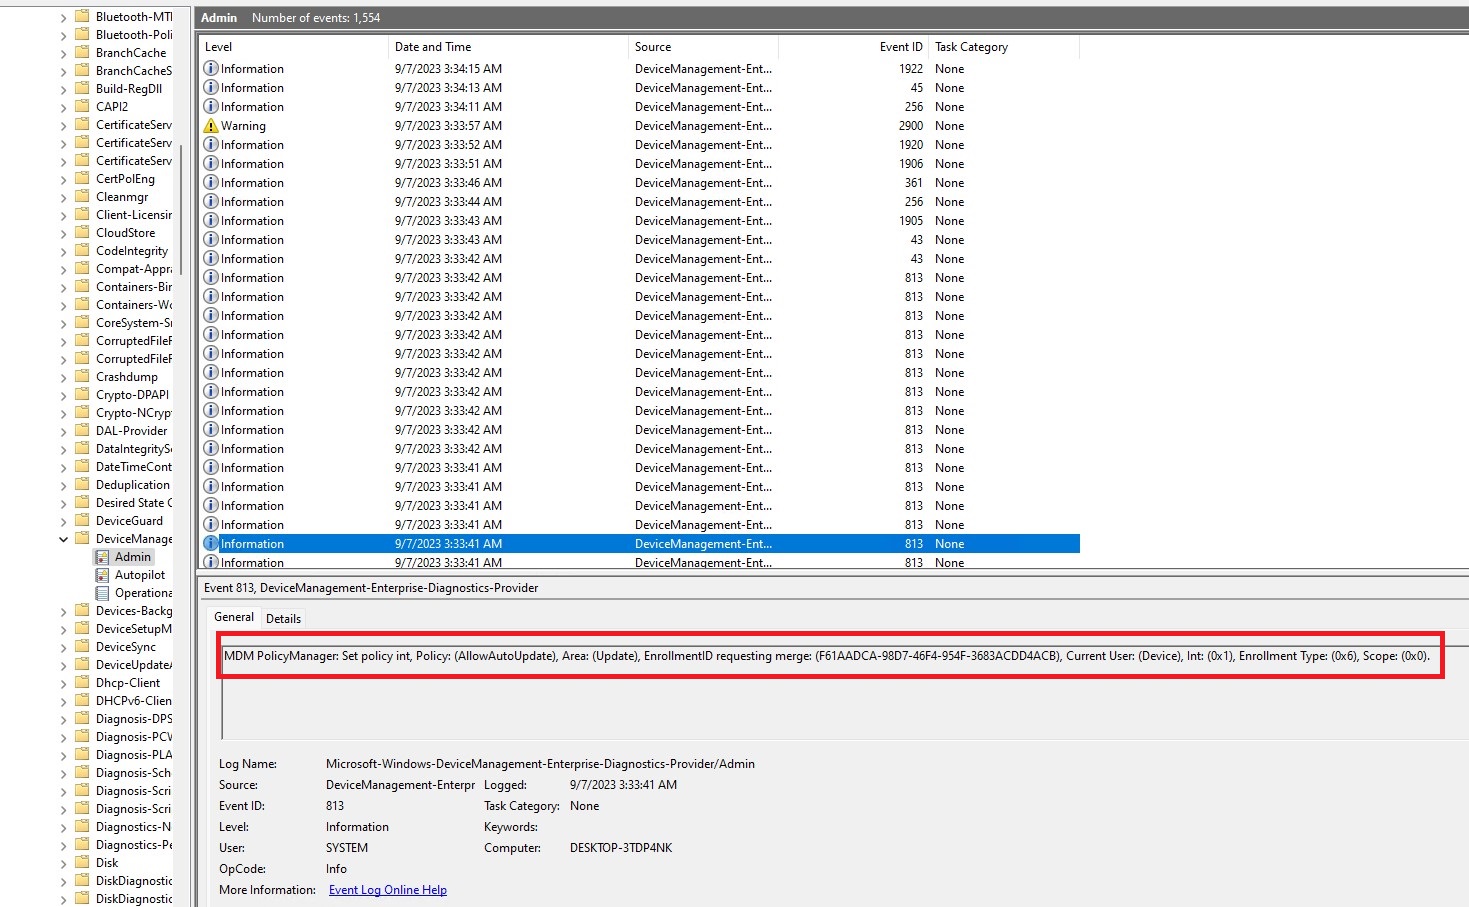 Bluetooth-MTI
Bluetooth-Poli
BranchCache
BranchCacheS
Build-RegDll
CAPI2
CertificateServ
CertificateServ
CertificateServ
CertPolEng
Cleanmgr
Client-Licensin
CloudStore
CodeIntegrity
Compat-Appra
Containers-Bin
Containers-Wc
CoreSystem-Sn
CorruptedFileF
CorruptedFileF
Crashdump
Crypto-DPAPI
Crypto-NCrypt
DAL-Provider
DataIntegritySc
DateTimeCont
Deduplication
Desired State C
DeviceGuard
DeviceManage
Admin
Autopilot
Operationa
Devices-Backg
DeviceSetupM
DeviceSync
DeviceUpdateA
Dhcp-Client
DHCPv6-Clien
Diagnosis-DPS
Diagnosis-PCW
Diagnosis-PLA
Diagnosis-Sch
Diagnosis-Scri
Diagnosis-Scri
Diagnostics-N
Diagnostics-Pe
Disk
DiskDiagnostic
DiskDiagnostic
Admin Number of events: 1,554
Level Date and Time Source Event ID Task Category
Information 9/7/2023 3:34:15 AM DeviceManagement-Ent... 1922 None
Information 9/7/2023 3:34:13 AM DeviceManagement-Ent... 45 None
Information 9/7/2023 3:34:11 AM DeviceManagement-Ent... 256 None
Warning 9/7/2023 3:33:57 AM DeviceManagement-Ent... 2900 None
Information 9/7/2023 3:33:52 AM DeviceManagement-Ent... 1920 None
Information 9/7/2023 3:33:51 AM DeviceManagement-Ent... 1906 None
Information 9/7/2023 3:33:46 AM DeviceManagement-Ent... 361 None
Information 9/7/2023 3:33:44 AM DeviceManagement-Ent... 256 None
Information 9/7/2023 3:33:43 AM DeviceManagement-Ent... 1905 None
Information 9/7/2023 3:33:43 AM DeviceManagement-Ent... 43 None
Information 9/7/2023 3:33:42 AM DeviceManagement-Ent... 43 None
Information 9/7/2023 3:33:42 AM DeviceManagement-Ent... 813 None
Information 9/7/2023 3:33:42 AM DeviceManagement-Ent... 813 None
Information 9/7/2023 3:33:42 AM DeviceManagement-Ent... 813 None
Information 9/7/2023 3:33:42 AM DeviceManagement-Ent... 813 None
Information 9/7/2023 3:33:42 AM DeviceManagement-Ent... 813 None
Information 9/7/2023 3:33:42 AM DeviceManagement-Ent... 813 None
Information 9/7/2023 3:33:42 AM DeviceManagement-Ent... 813 None
Information 9/7/2023 3:33:42 AM DeviceManagement-Ent... 813 None
Information 9/7/2023 3:33:42 AM DeviceManagement-Ent... 813 None
Information 9/7/2023 3:33:42 AM DeviceManagement-Ent... 813 None
Information 9/7/2023 3:33:41 AM DeviceManagement-Ent... 813 None
Information 9/7/2023 3:33:41 AM DeviceManagement-Ent... 813 None
Information 9/7/2023 3:33:41 AM DeviceManagement-Ent... 813 None
Information 9/7/2023 3:33:41 AM DeviceManagement-Ent... 813 None
Information 9/7/2023 3:33:41 AM DeviceManagement-Ent... 813 None
Information 9/7/2023 3:33:41 AM DeviceManagement-Ent... 813 None
Event 813, DeviceManagement-Enterprise-Diagnostics-Provider
General Details
MDM PolicyManager: Set policy int, Policy: (AllowAutoUpdate), Area: (Update), EnrollmentID requesting merge: (F61AADCA-98D7-46F4-954F-3683ACDD4ACB), Current User: (Device), Int: (0x1), Enrollment Type: (0x6), Scope: (0x0).
Log Name: Microsoft-Windows-DeviceManagement-Enterprise-Diagnostics-Provider/Admin
Source: DeviceManagement-Enterpr Logged: 9/7/2023 3:33:41 AM
Event ID: 813 Task Category: None
Level: Information Keywords:
User: SYSTEM Computer: DESKTOP-3TDP4NK
OpCode: Info
More Information: Event Log Online Help